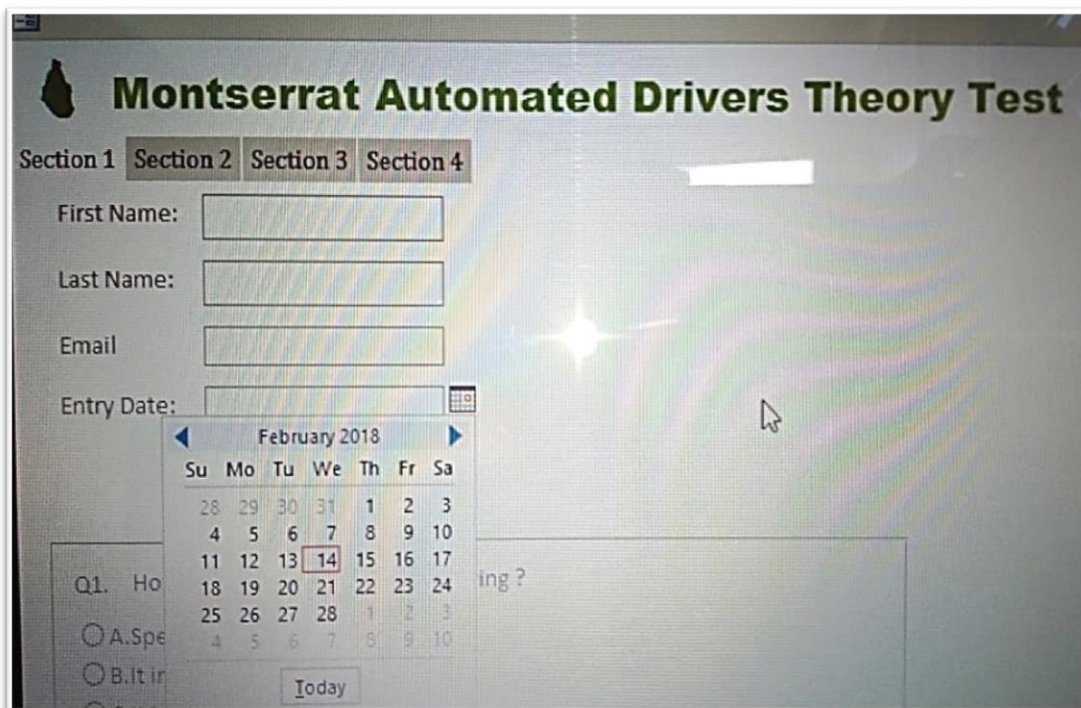 Montserrat Automated Drivers Theory Test
Section 1 Section 2 Section 3 Section 4
First Name:
Last Name:
Email
Entry Date:
February 2018
Su Mo Tu We Th Fr Sa
28 29 30 31 1 2 3
4 5 6 7 8 9 10
11 12 13 14 15 16 17
18 19 20 21 22 23 24
25 26 27 28 1 2 3
4 5 6 7 8 9 10
Today
Q1. Ho ing ?
A.Spe
B.It